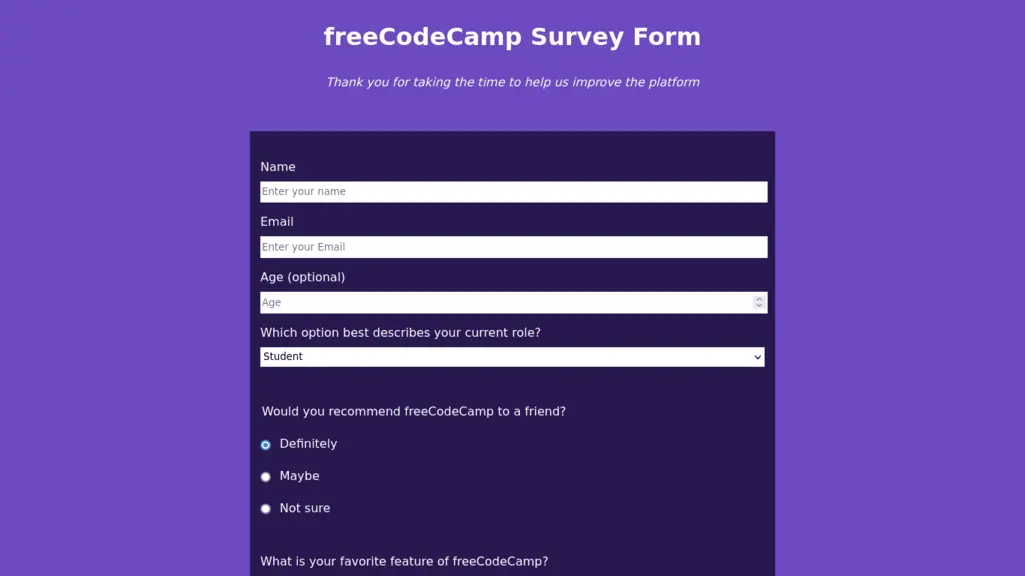 freeCodeCamp Survey Form
Thank you for taking the time to help us improve the platform
Name
Enter your name
Email
Enter your Email
Age (optional)
Age
Which option best describes your current role?
Student
Would you recommend freeCodeCamp to a friend?
Definitely
Maybe
Not sure
What is your favorite feature of freeCodeCamp?